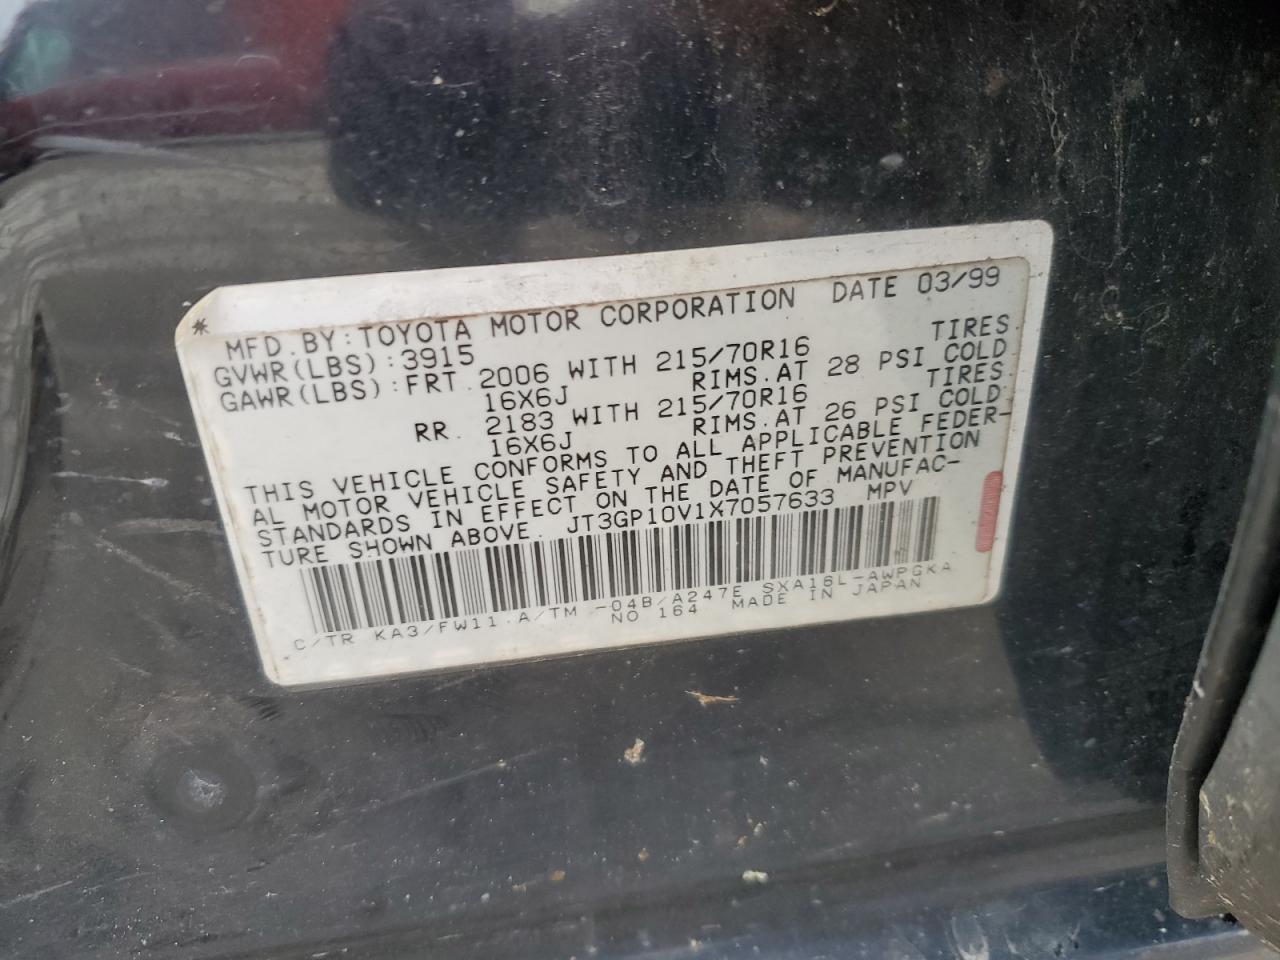 * MFD. BY: TOYOTA MOTOR CORPORATION DATE 03/99
GVWR(LBS): 3915
GAWR(LBS): FRT. 2006 WITH 215/70R16 TIRES
16X6J RIMS. AT 28 PSI COLD
RR. 2183 WITH 215/70R16 TIRES.
16X6J RIMS. AT 26 PSI COLD
THIS VEHICLE CONFORMS TO ALL APPLICABLE FEDER-
AL MOTOR VEHICLE SAFETY AND THEFT PREVENTION
STANDARDS IN EFFECT ON THE DATE OF MANUFAC-
TURE SHOWN ABOVE. JT3GP10V1X7057633 MPV
C/TR KA3/FW11 A/TM -04B/A247E SXA16L-AWPGKA
NO 164 MADE IN JAPAN